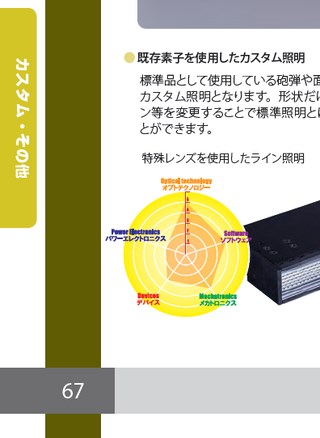 カスタム・その他
既存素子を使用したカスタム照明
標準品として使用している砲弾や面
カスタム照明となります。形状だけ
ン等を変更することで標準照明と
とができます。
特殊レンズを使用したライン照明
Optical technology
オプトテクノロジー
Power Electronics
パワーエレクトロニクス
Software
ソフトウェア
Devices
デバイス
Mechatronics
メカトロニクス
67